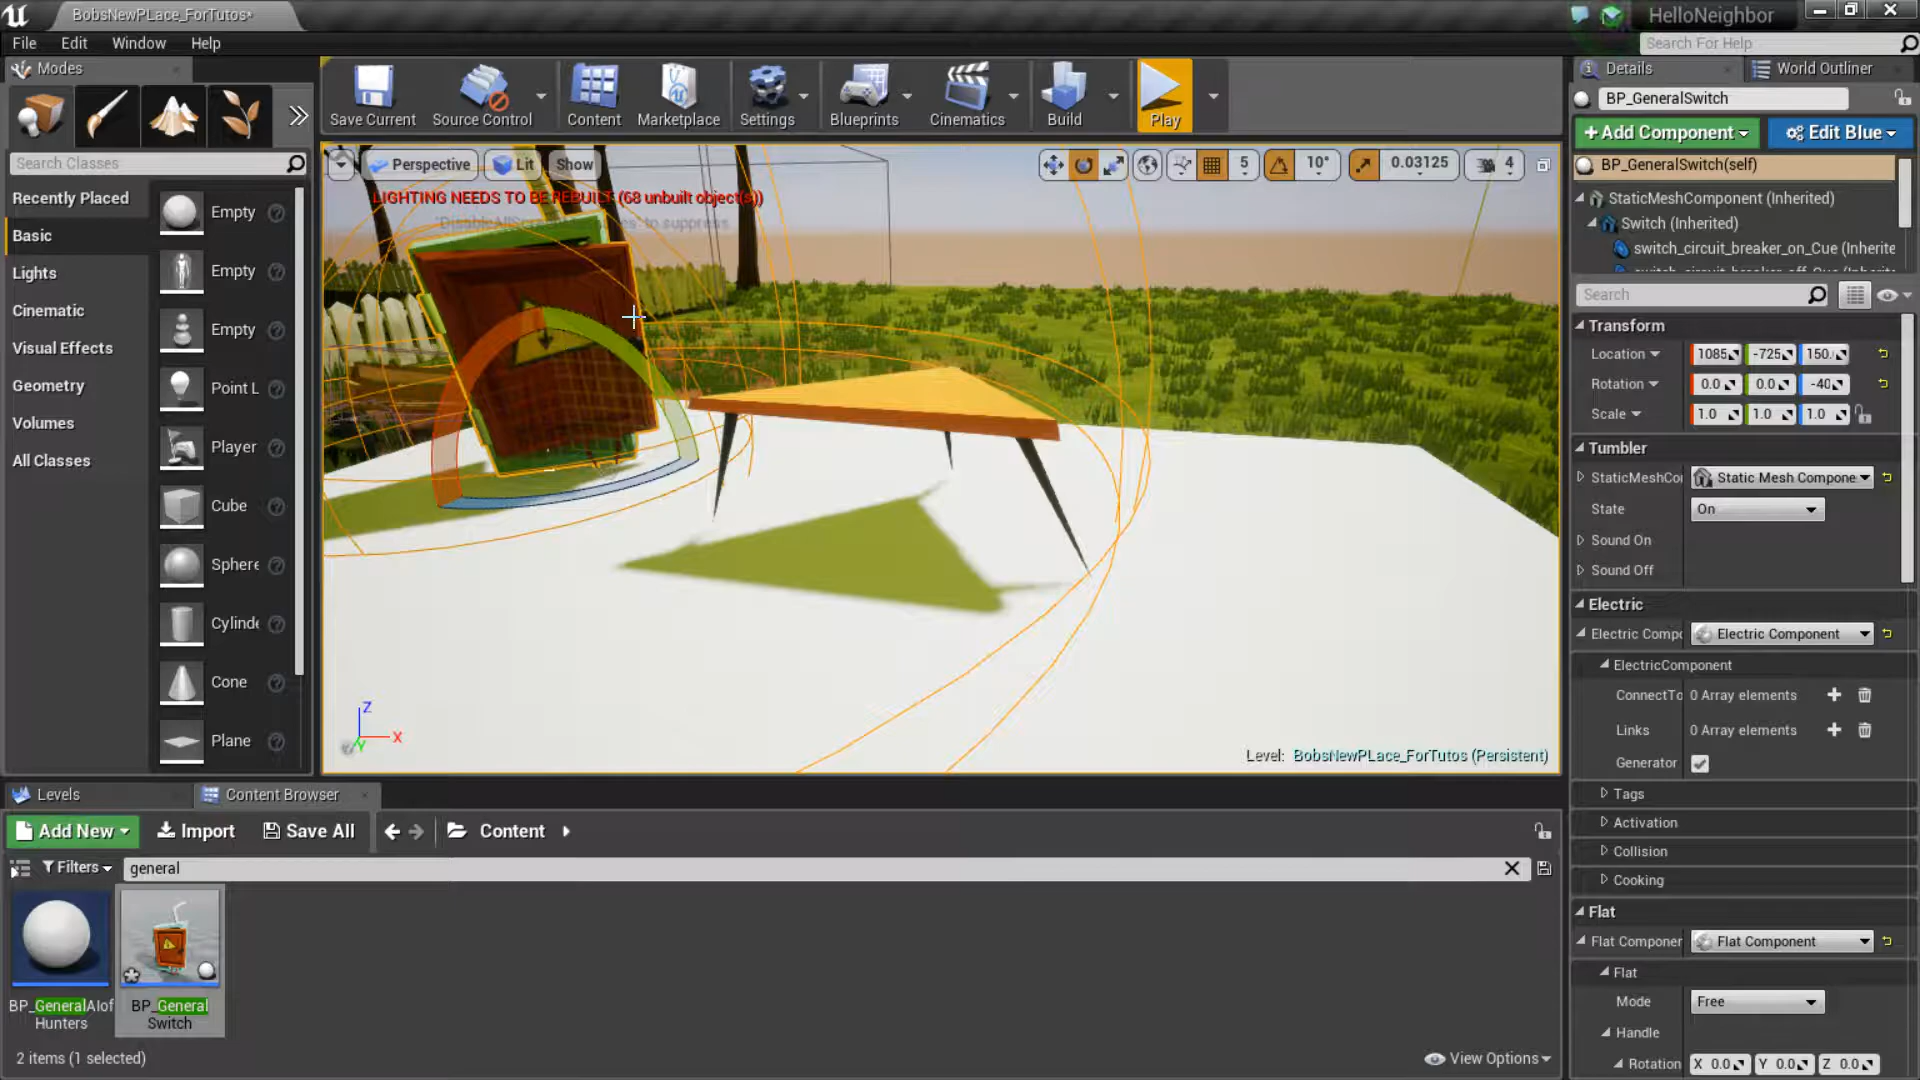 BobsNewPLace_ForTutos*
HelloNeighbor
File Edit Window Help
Search For Help
Modes
Details
World Outliner
Save Current
Source Control
Content
Marketplace
Settings
Blueprints
Cinematics
Build
Play
BP_GeneralSwitch
+Add Component
Edit Blue
Search Classes
Perspective
Lit
Show
5
10°
0.03125
4
BP_GeneralSwitch(self)
LIGHTING NEEDS TO BE REBUILT (68 unbuilt object(s))
to suppress
StaticMeshComponent (Inherited)
Switch (Inherited)
switch_circuit_breaker_on_Cue (Inherite
Recently Placed
Basic
Lights
Cinematic
Visual Effects
Geometry
Volumes
All Classes
Empty
Empty
Empty
Point L
Player
Cube
Sphere
Cylinde
Cone
Plane
Search
Transform
Location 1085 -725 150.
Rotation 0.0 0.0 -40
Scale 1.0 1.0 1.0
Tumbler
StaticMeshCo Static Mesh Compone
State On
Sound On
Sound Off
Electric
Electric Compo Electric Component
ElectricComponent
ConnectTo 0 Array elements
Links 0 Array elements
Generator
Tags
Activation
Collision
Cooking
Flat
Flat Componer Flat Component
Flat
Mode Free
Handle
Rotation X 0.0 Y 0.0 Z 0.0
Z
X
Y
Level: BobsNewPLace_ForTutos (Persistent)
Levels
Content Browser
Add New
Import
Save All
Content
Filters
general
BP_GeneralAIof
Hunters
BP_General
Switch
2 items (1 selected)
View Options